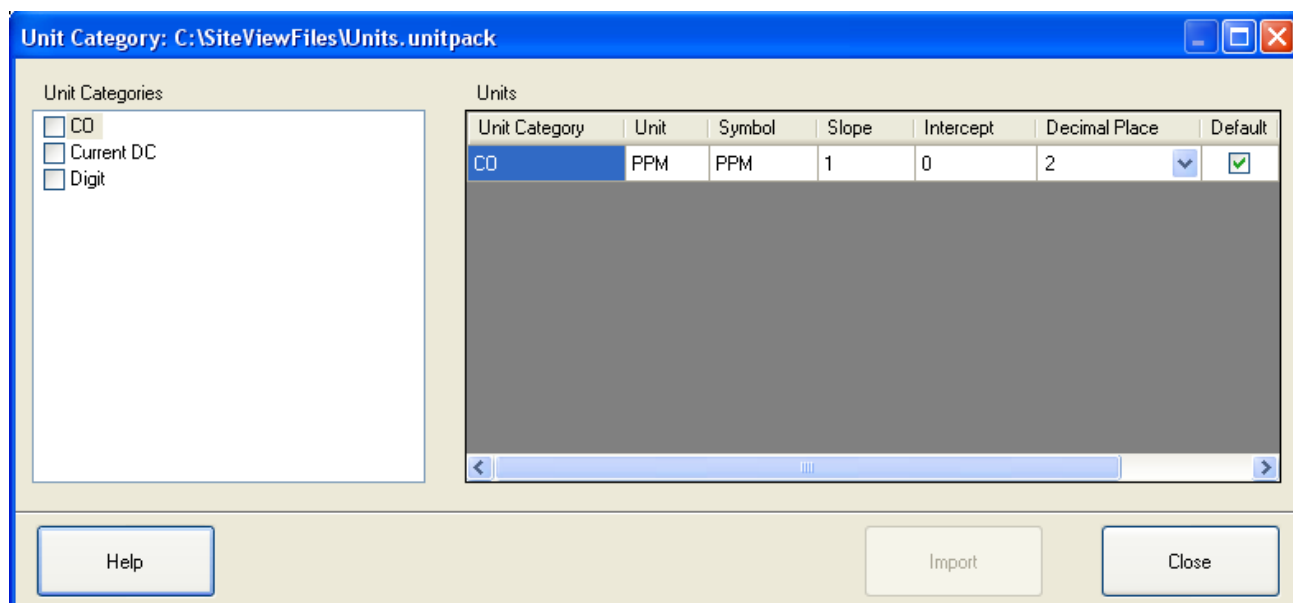 Unit Category: C:\SiteViewFiles\Units.unitpack
Unit Categories
CO
Current DC
Digit
Units
Unit Category Unit Symbol Slope Intercept Decimal Place Default
CO PPM PPM 1 0 2
Help Import Close